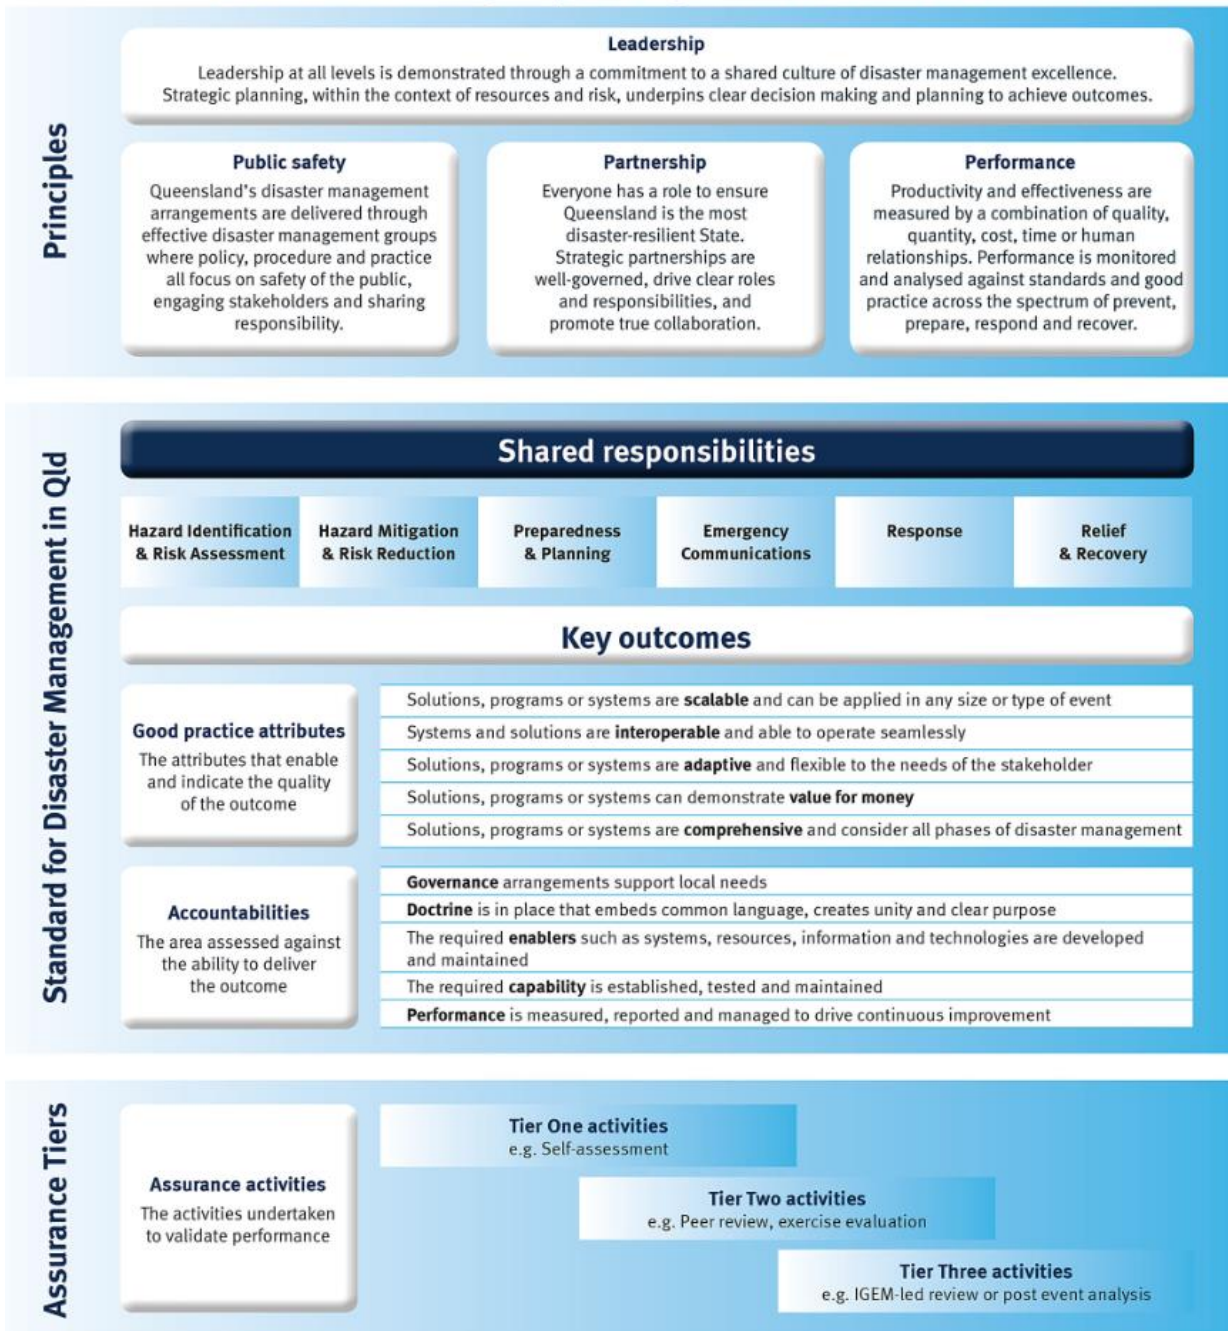 Principles
Leadership
Leadership at all levels is demonstrated through a commitment to a shared culture of disaster management excellence.
Strategic planning, within the context of resources and risk, underpins clear decision making and planning to achieve outcomes.
Public safety
Queensland's disaster management
arrangements are delivered through
effective disaster management groups
where policy, procedure and practice
all focus on safety of the public,
engaging stakeholders and sharing
responsibility.
Partnership
Everyone has a role to ensure
Queensland is the most
disaster-resilient State.
Strategic partnerships are
well-governed, drive clear roles
and responsibilities, and
promote true collaboration.
Performance
Productivity and effectiveness are
measured by a combination of quality,
quantity, cost, time or human
relationships. Performance is monitored
and analysed against standards and good
practice across the spectrum of prevent,
prepare, respond and recover.
Standard for Disaster Management in Qld
Shared responsibilities
Hazard Identification
& Risk Assessment
Hazard Mitigation
& Risk Reduction
Preparedness
& Planning
Emergency
Communications
Response
Relief
& Recovery
Key outcomes
Good practice attributes
The attributes that enable
and indicate the quality
of the outcome
Solutions, programs or systems are scalable and can be applied in any size or type of event
Systems and solutions are interoperable and able to operate seamlessly
Solutions, programs or systems are adaptive and flexible to the needs of the stakeholder
Solutions, programs or systems can demonstrate value for money
Solutions, programs or systems are comprehensive and consider all phases of disaster management
Accountabilities
The area assessed against
the ability to deliver
the outcome
Governance arrangements support local needs
Doctrine is in place that embeds common language, creates unity and clear purpose
The required enablers such as systems, resources, information and technologies are developed
and maintained
The required capability is established, tested and maintained
Performance is measured, reported and managed to drive continuous improvement
Assurance Tiers
Assurance activities
The activities undertaken
to validate performance
Tier One activities
e.g. Self-assessment
Tier Two activities
e.g. Peer review, exercise evaluation
Tier Three activities
e.g. IGEM-led review or post event analysis